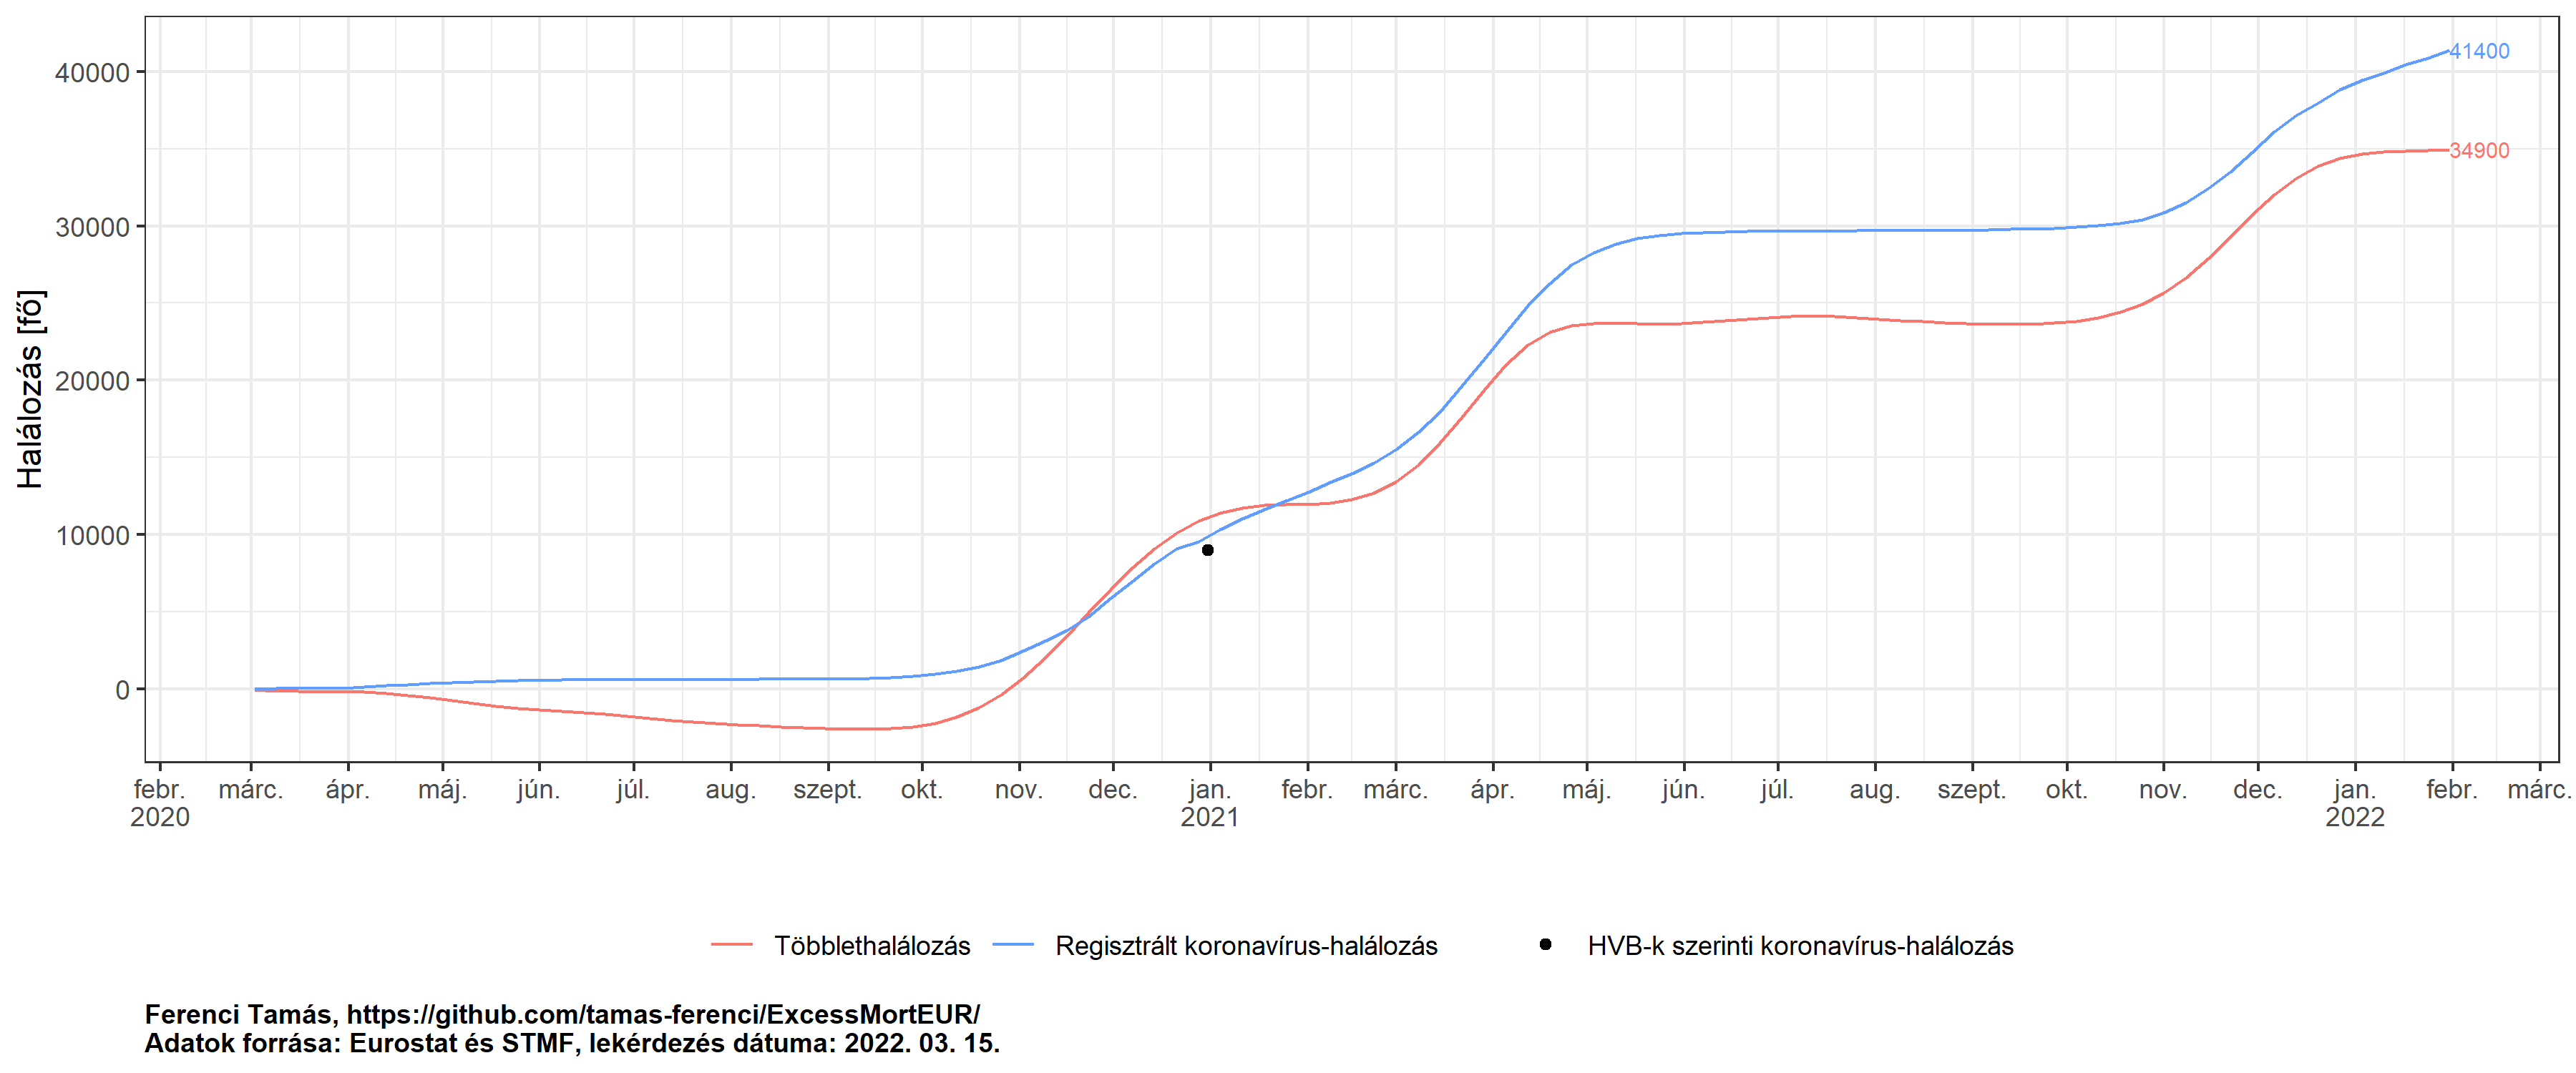 Halálozás [fő]
40000
30000
20000
10000
0
41400
34900
febr. márc. ápr. máj. jún. júl. aug. szept. okt. nov. dec. jan. febr. márc. ápr. máj. jún. júl. aug. szept. okt. nov. dec. jan. febr. márc.
2020 2021 2022
Többlethalálozás Regisztrált koronavírus-halálozás HVB-k szerinti koronavírus-halálozás
Ferenci Tamás, https://github.com/tamas-ferenci/ExcessMortEUR/
Adatok forrása: Eurostat és STMF, lekérdezés dátuma: 2022. 03. 15.